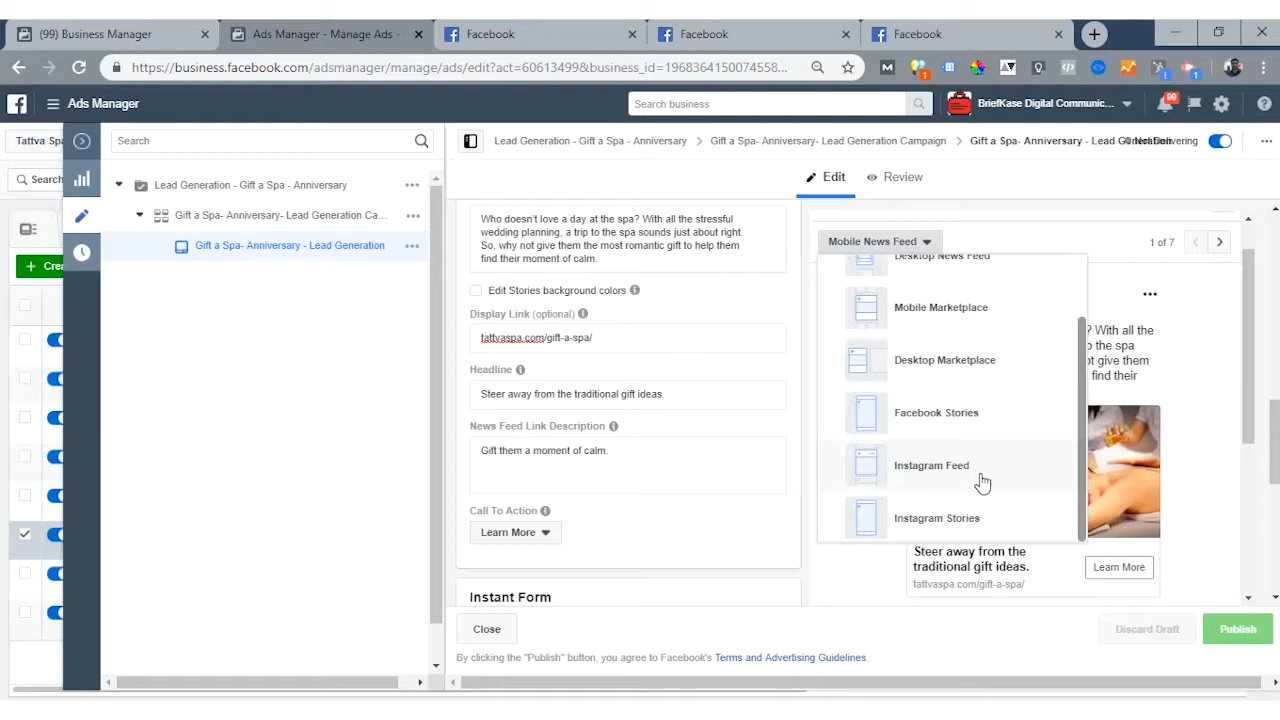 (99) Business Manager
Ads Manager - Manage Ads -
Facebook
Facebook
Facebook
https://business.facebook.com/adsmanager/manage/ads/edit?act=60613499&business_id=1968364150074558...
1
1
Ads Manager
Search business
BriefKase Digital Communic...
99
Tattva Spa
Search
Lead Generation - Gift a Spa - Anniversary
Gift a Spa- Anniversary- Lead Generation Campaign
Gift a Spa- Anniversary - Lead Generation
Search
Edit
Review
Lead Generation - Gift a Spa - Anniversary
Gift a Spa- Anniversary- Lead Generation Ca...
Gift a Spa- Anniversary - Lead Generation
Crea
Who doesn't love a day at the spa? With all the stressful
wedding planning, a trip to the spa sounds just about right.
So, why not give them the most romantic gift to help them
find their moment of calm.
Edit Stories background colors
Display Link (optional)
tattvaspa.com/gift-a-spa/
Headline
Steer away from the traditional gift ideas.
News Feed Link Description
Gift them a moment of calm.
Call To Action
Learn More
Instant Form
Mobile News Feed
1 of 7
Desktop News Feed
Mobile Marketplace
Desktop Marketplace
Facebook Stories
Instagram Feed
Instagram Stories
? With all the
the spa
t give them
find their
Steer away from the
traditional gift ideas.
tattvaspa.com/gift-a-spa/
Learn More
Close
Discard Draft
Publish
By clicking the "Publish" button, you agree to Facebook's Terms and Advertising Guidelines.